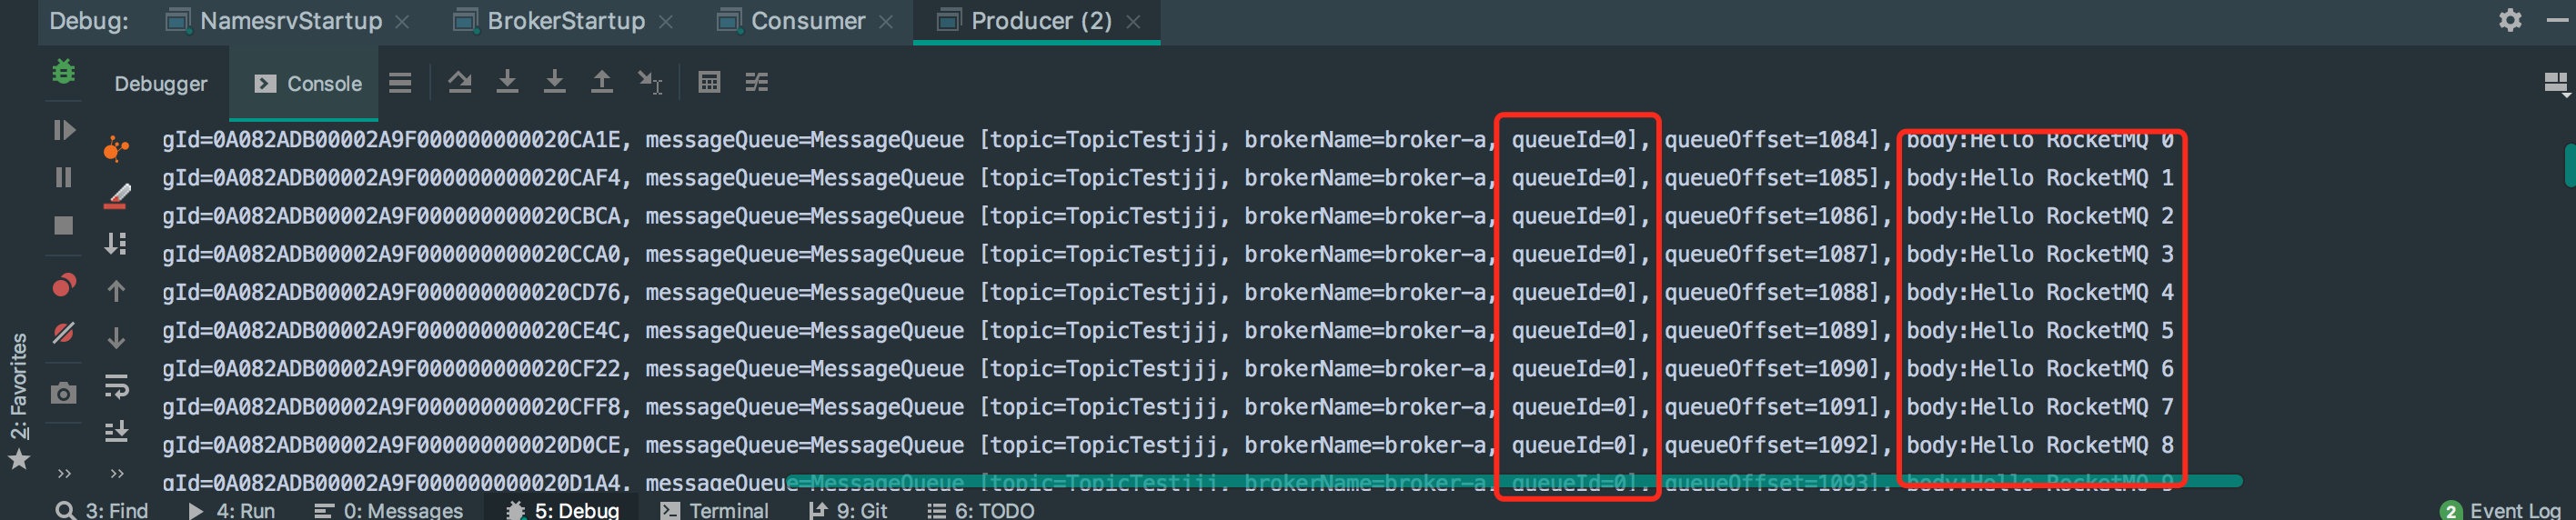 Debug: NamesrvStartup BrokerStartup Consumer Producer (2)
Debugger Console
gId=0A082ADB00002A9F000000000020CA1E, messageQueue=MessageQueue [topic=TopicTestjjj, brokerName=broker-a, queueId=0], queueOffset=1084], body:Hello RocketMQ 0
gId=0A082ADB00002A9F000000000020CAF4, messageQueue=MessageQueue [topic=TopicTestjjj, brokerName=broker-a, queueId=0], queueOffset=1085], body:Hello RocketMQ 1
gId=0A082ADB00002A9F000000000020CBCA, messageQueue=MessageQueue [topic=TopicTestjjj, brokerName=broker-a, queueId=0], queueOffset=1086], body:Hello RocketMQ 2
gId=0A082ADB00002A9F000000000020CCA0, messageQueue=MessageQueue [topic=TopicTestjjj, brokerName=broker-a, queueId=0], queueOffset=1087], body:Hello RocketMQ 3
gId=0A082ADB00002A9F000000000020CD76, messageQueue=MessageQueue [topic=TopicTestjjj, brokerName=broker-a, queueId=0], queueOffset=1088], body:Hello RocketMQ 4
gId=0A082ADB00002A9F000000000020CE4C, messageQueue=MessageQueue [topic=TopicTestjjj, brokerName=broker-a, queueId=0], queueOffset=1089], body:Hello RocketMQ 5
gId=0A082ADB00002A9F000000000020CF22, messageQueue=MessageQueue [topic=TopicTestjjj, brokerName=broker-a, queueId=0], queueOffset=1090], body:Hello RocketMQ 6
gId=0A082ADB00002A9F000000000020CFF8, messageQueue=MessageQueue [topic=TopicTestjjj, brokerName=broker-a, queueId=0], queueOffset=1091], body:Hello RocketMQ 7
gId=0A082ADB00002A9F000000000020D0CE, messageQueue=MessageQueue [topic=TopicTestjjj, brokerName=broker-a, queueId=0], queueOffset=1092], body:Hello RocketMQ 8
gId=0A082ADB00002A9F000000000020D1A4, messageQueue=MessageQueue [topic=TopicTestjjj, brokerName=broker-a, queueId=0], queueOffset=1093], body:Hello RocketMQ 9
2: Favorites
3: Find 4: Run 0: Messages 5: Debug Terminal 9: Git 6: TODO 2 Event Log